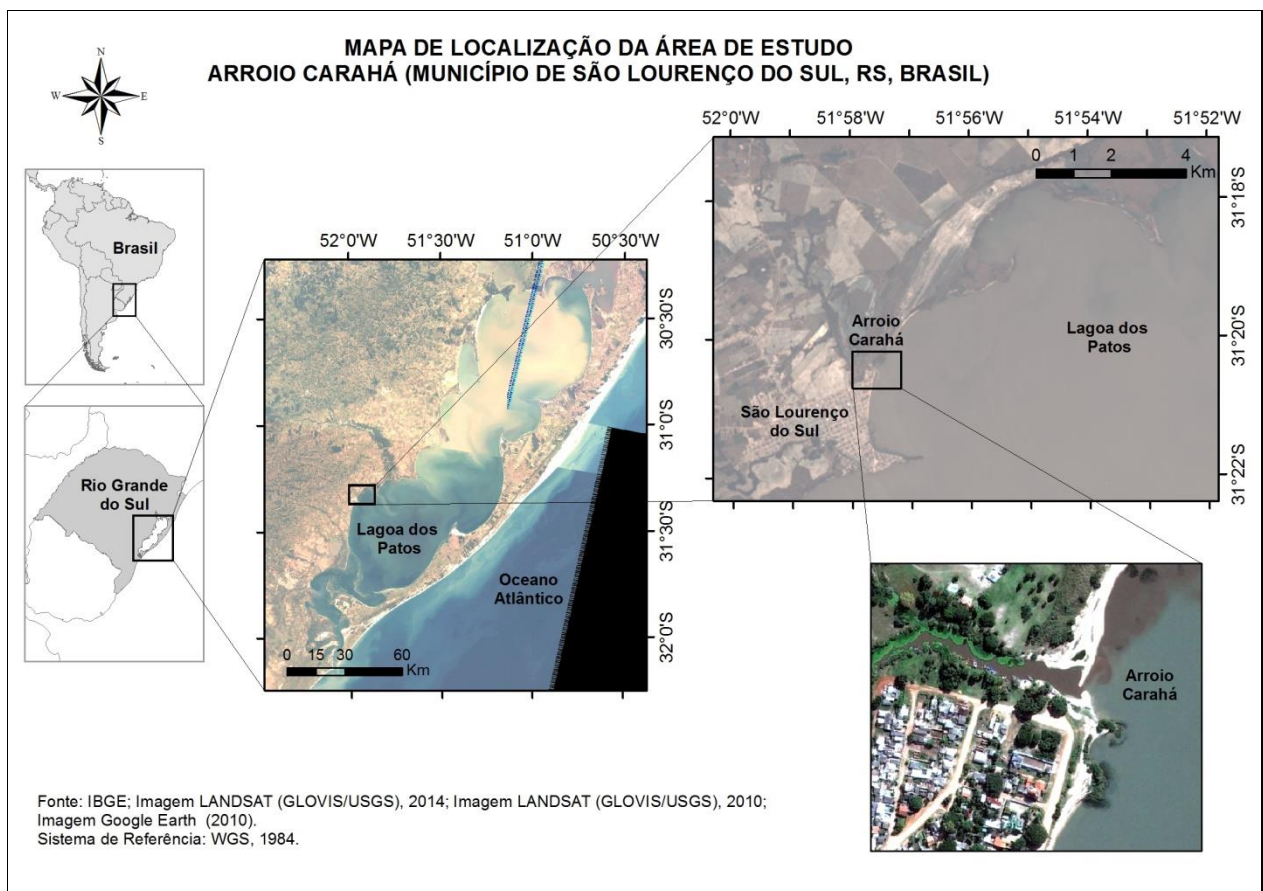 MAPA DE LOCALIZAÇÃO DA ÁREA DE ESTUDO
ARROIO CARAHÁ (MUNICÍPIO DE SÃO LOURENÇO DO SUL, RS, BRASIL)
N
W
E
S
Brasil
Rio Grande
do Sul
52°0'W 51°30'W 51°0'W 50°30'W
30°30'S
31°0'S
31°30'S
32°0'S
Lagoa dos
Patos
Oceano
Atlântico
0 15 30 60
Km
52°0'W 51°58'W 51°56'W 51°54'W 51°52'W
0 1 2 4
Km
31°18'S
31°20'S
31°22'S
Arroio
Carahá
Lagoa dos
Patos
São Lourenço
do Sul
Arroio
Carahá
Fonte: IBGE; Imagem LANDSAT (GLOVIS/USGS), 2014; Imagem LANDSAT (GLOVIS/USGS), 2010;
Imagem Google Earth (2010).
Sistema de Referência: WGS, 1984.